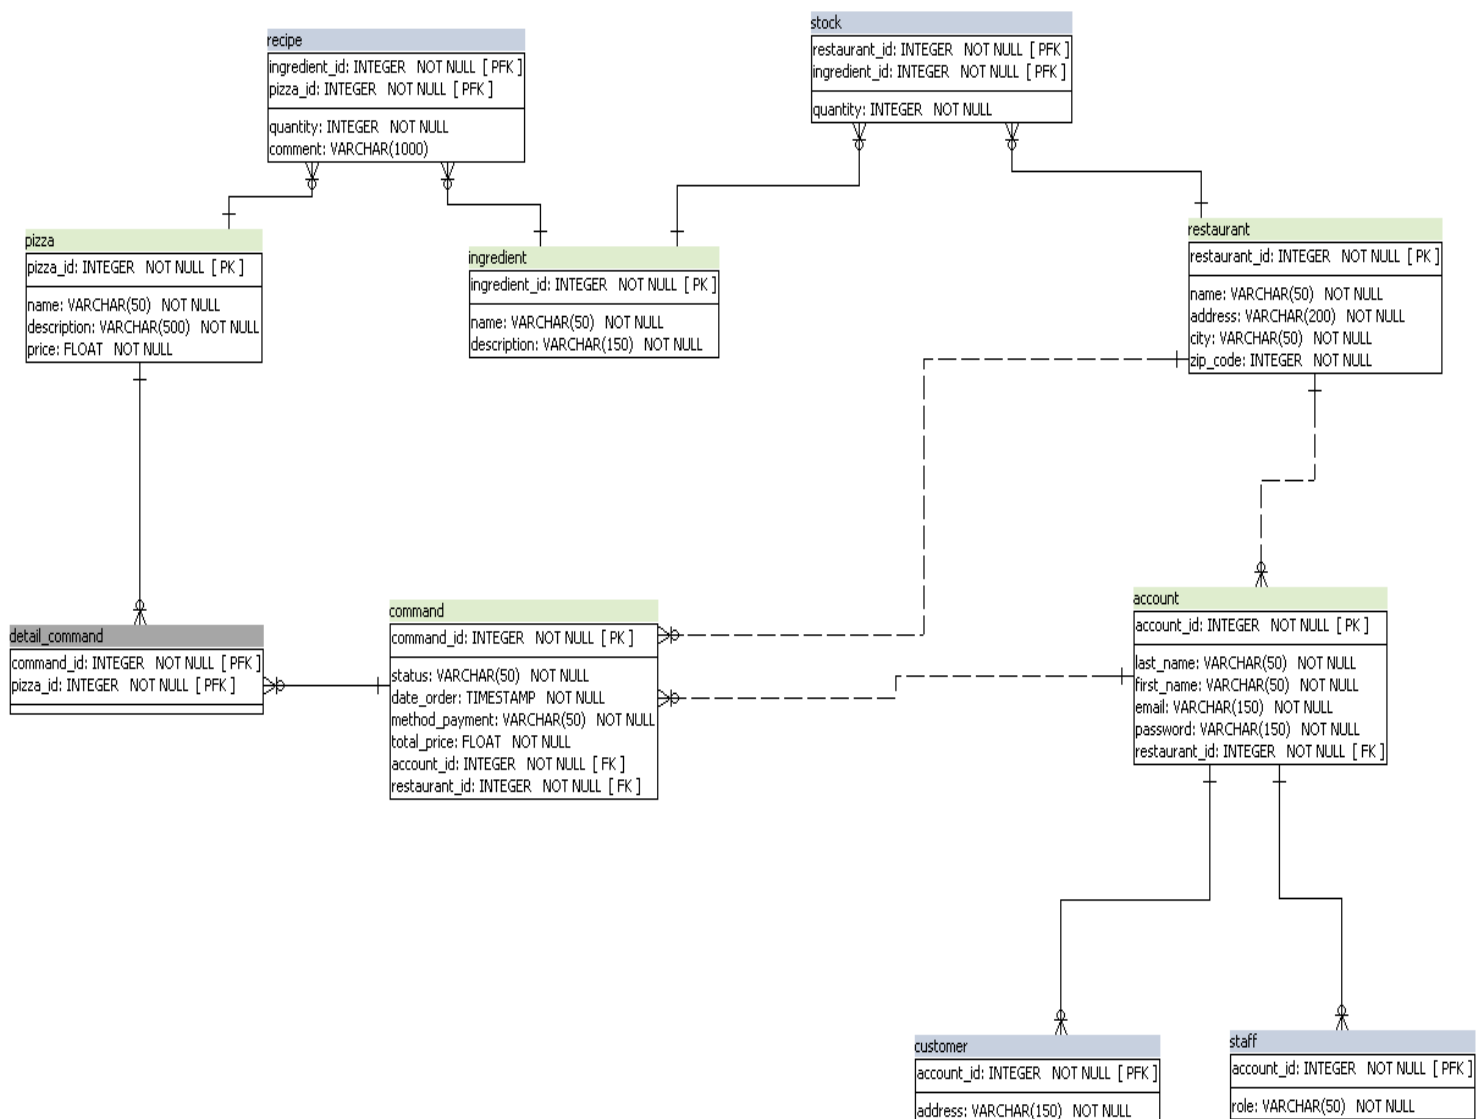 recipe
ingredient_id: INTEGER NOT NULL [ PFK ]
pizza_id: INTEGER NOT NULL [ PFK ]
quantity: INTEGER NOT NULL
comment: VARCHAR(1000)
stock
restaurant_id: INTEGER NOT NULL [ PFK ]
ingredient_id: INTEGER NOT NULL [ PFK ]
quantity: INTEGER NOT NULL
pizza
pizza_id: INTEGER NOT NULL [ PK ]
name: VARCHAR(50) NOT NULL
description: VARCHAR(500) NOT NULL
price: FLOAT NOT NULL
ingredient
ingredient_id: INTEGER NOT NULL [ PK ]
name: VARCHAR(50) NOT NULL
description: VARCHAR(150) NOT NULL
restaurant
restaurant_id: INTEGER NOT NULL [ PK ]
name: VARCHAR(50) NOT NULL
address: VARCHAR(200) NOT NULL
city: VARCHAR(50) NOT NULL
zip_code: INTEGER NOT NULL
detail_command
command_id: INTEGER NOT NULL [ PFK ]
pizza_id: INTEGER NOT NULL [ PFK ]
command
command_id: INTEGER NOT NULL [ PK ]
status: VARCHAR(50) NOT NULL
date_order: TIMESTAMP NOT NULL
method_payment: VARCHAR(50) NOT NULL
total_price: FLOAT NOT NULL
account_id: INTEGER NOT NULL [ FK ]
restaurant_id: INTEGER NOT NULL [ FK ]
account
account_id: INTEGER NOT NULL [ PK ]
last_name: VARCHAR(50) NOT NULL
first_name: VARCHAR(50) NOT NULL
email: VARCHAR(150) NOT NULL
password: VARCHAR(150) NOT NULL
restaurant_id: INTEGER NOT NULL [ FK ]
customer
account_id: INTEGER NOT NULL [ PFK ]
address: VARCHAR(150) NOT NULL
staff
account_id: INTEGER NOT NULL [ PFK ]
role: VARCHAR(50) NOT NULL